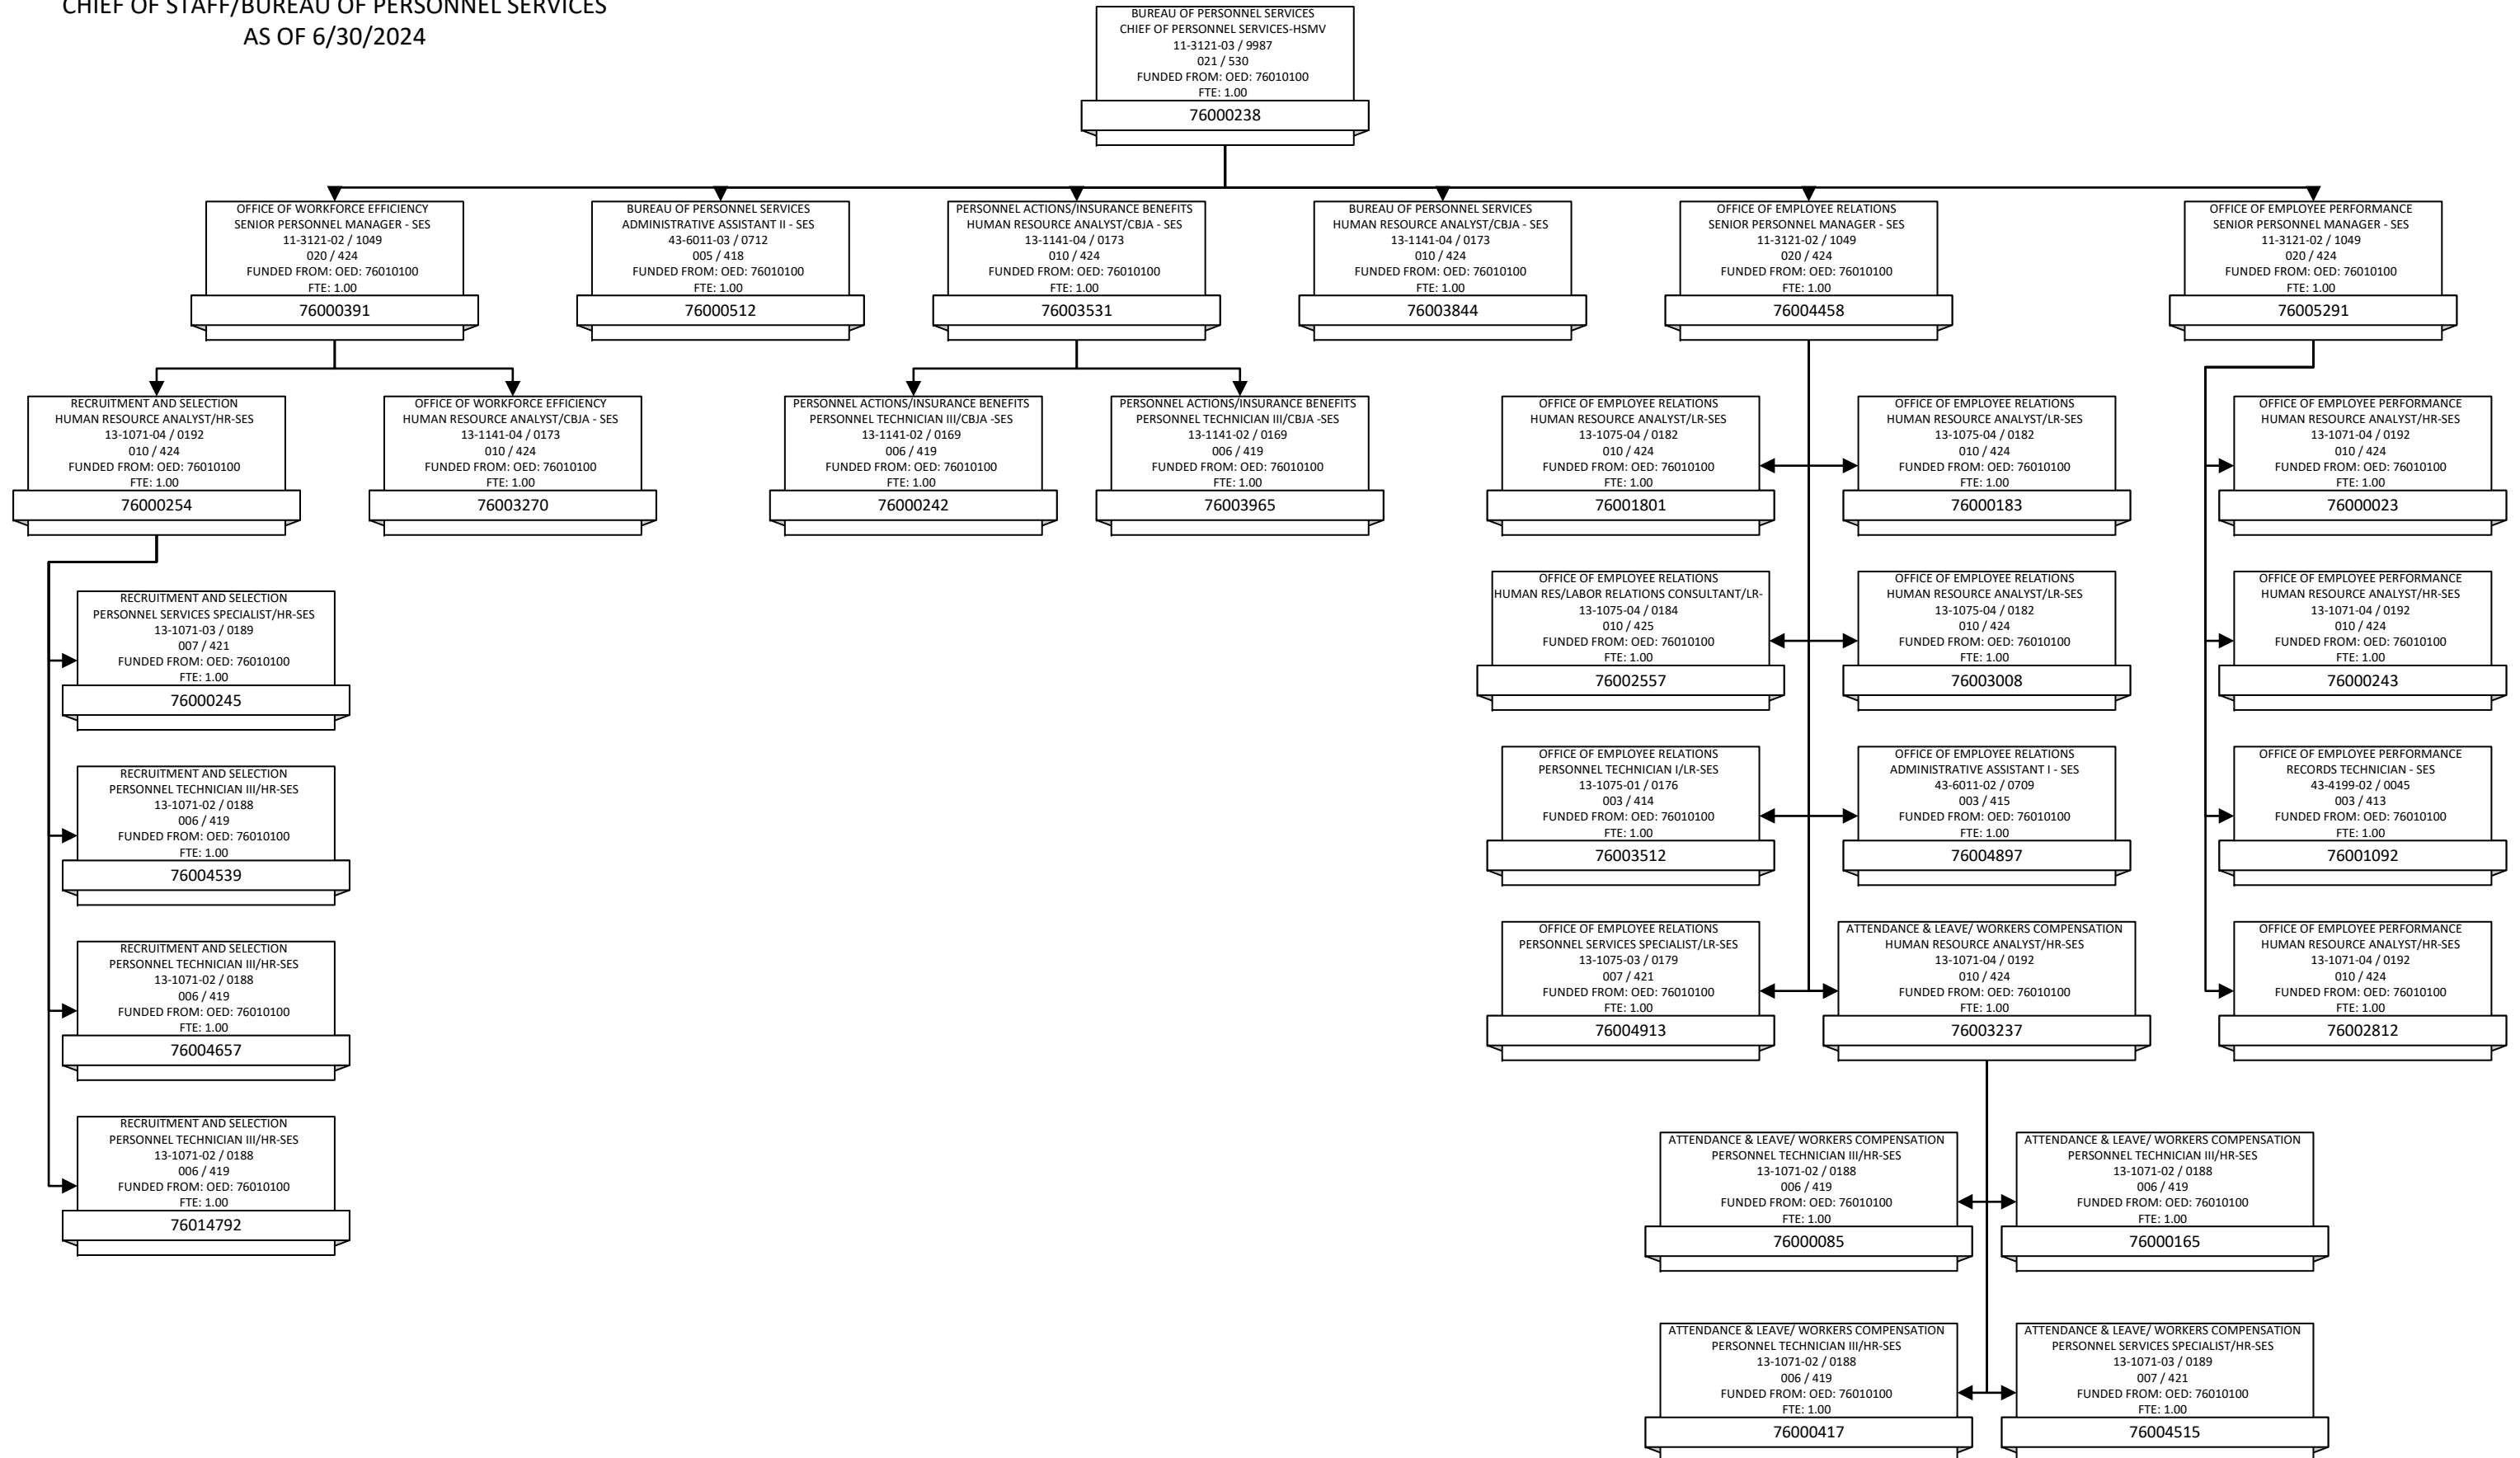 CHIEF OF STAFF/BUREAU OF PERSONNEL SERVICES
AS OF 6/30/2024
BUREAU OF PERSONNEL SERVICES
CHIEF OF PERSONNEL SERVICES-HSMV
11-3121-03 / 9987
021 / 530
FUNDED FROM: OED: 76010100
FTE: 1.00
76000238
OFFICE OF WORKFORCE EFFICIENCY
SENIOR PERSONNEL MANAGER - SES
11-3121-02 / 1049
020 / 424
FUNDED FROM: OED: 76010100
FTE: 1.00
76000391
BUREAU OF PERSONNEL SERVICES
ADMINISTRATIVE ASSISTANT II - SES
43-6011-03 / 0712
005 / 418
FUNDED FROM: OED: 76010100
FTE: 1.00
76000512
PERSONNEL ACTIONS/INSURANCE BENEFITS
HUMAN RESOURCE ANALYST/CBJA - SES
13-1141-04 / 0173
010 / 424
FUNDED FROM: OED: 76010100
FTE: 1.00
76003531
BUREAU OF PERSONNEL SERVICES
HUMAN RESOURCE ANALYST/CBJA - SES
13-1141-04 / 0173
010 / 424
FUNDED FROM: OED: 76010100
FTE: 1.00
76003844
OFFICE OF EMPLOYEE RELATIONS
SENIOR PERSONNEL MANAGER - SES
11-3121-02 / 1049
020 / 424
FUNDED FROM: OED: 76010100
FTE: 1.00
76004458
OFFICE OF EMPLOYEE PERFORMANCE
SENIOR PERSONNEL MANAGER - SES
11-3121-02 / 1049
020 / 424
FUNDED FROM: OED: 76010100
FTE: 1.00
76005291
RECRUITMENT AND SELECTION
HUMAN RESOURCE ANALYST/HR-SES
13-1071-04 / 0192
010 / 424
FUNDED FROM: OED: 76010100
FTE: 1.00
76000254
OFFICE OF WORKFORCE EFFICIENCY
HUMAN RESOURCE ANALYST/CBJA - SES
13-1141-04 / 0173
010 / 424
FUNDED FROM: OED: 76010100
FTE: 1.00
76003270
PERSONNEL ACTIONS/INSURANCE BENEFITS
PERSONNEL TECHNICIAN III/CBJA -SES
13-1141-02 / 0169
006 / 419
FUNDED FROM: OED: 76010100
FTE: 1.00
76000242
PERSONNEL ACTIONS/INSURANCE BENEFITS
PERSONNEL TECHNICIAN III/CBJA -SES
13-1141-02 / 0169
006 / 419
FUNDED FROM: OED: 76010100
FTE: 1.00
76003965
OFFICE OF EMPLOYEE RELATIONS
HUMAN RESOURCE ANALYST/LR-SES
13-1075-04 / 0182
010 / 424
FUNDED FROM: OED: 76010100
FTE: 1.00
76001801
OFFICE OF EMPLOYEE RELATIONS
HUMAN RESOURCE ANALYST/LR-SES
13-1075-04 / 0182
010 / 424
FUNDED FROM: OED: 76010100
FTE: 1.00
76000183
OFFICE OF EMPLOYEE PERFORMANCE
HUMAN RESOURCE ANALYST/HR-SES
13-1071-04 / 0192
010 / 424
FUNDED FROM: OED: 76010100
FTE: 1.00
76000023
RECRUITMENT AND SELECTION
PERSONNEL SERVICES SPECIALIST/HR-SES
13-1071-03 / 0189
007 / 421
FUNDED FROM: OED: 76010100
FTE: 1.00
76000245
OFFICE OF EMPLOYEE RELATIONS
HUMAN RES/LABOR RELATIONS CONSULTANT/LR-
13-1075-04 / 0184
010 / 425
FUNDED FROM: OED: 76010100
FTE: 1.00
76002557
OFFICE OF EMPLOYEE RELATIONS
HUMAN RESOURCE ANALYST/LR-SES
13-1075-04 / 0182
010 / 424
FUNDED FROM: OED: 76010100
FTE: 1.00
76003008
OFFICE OF EMPLOYEE PERFORMANCE
HUMAN RESOURCE ANALYST/HR-SES
13-1071-04 / 0192
010 / 424
FUNDED FROM: OED: 76010100
FTE: 1.00
76000243
RECRUITMENT AND SELECTION
PERSONNEL TECHNICIAN III/HR-SES
13-1071-02 / 0188
006 / 419
FUNDED FROM: OED: 76010100
FTE: 1.00
76004539
OFFICE OF EMPLOYEE RELATIONS
PERSONNEL TECHNICIAN I/LR-SES
13-1075-01 / 0176
003 / 414
FUNDED FROM: OED: 76010100
FTE: 1.00
76003512
OFFICE OF EMPLOYEE RELATIONS
ADMINISTRATIVE ASSISTANT I - SES
43-6011-02 / 0709
003 / 415
FUNDED FROM: OED: 76010100
FTE: 1.00
76004897
OFFICE OF EMPLOYEE PERFORMANCE
RECORDS TECHNICIAN - SES
43-4199-02 / 0045
003 / 413
FUNDED FROM: OED: 76010100
FTE: 1.00
76001092
RECRUITMENT AND SELECTION
PERSONNEL TECHNICIAN III/HR-SES
13-1071-02 / 0188
006 / 419
FUNDED FROM: OED: 76010100
FTE: 1.00
76004657
OFFICE OF EMPLOYEE RELATIONS
PERSONNEL SERVICES SPECIALIST/LR-SES
13-1075-03 / 0179
007 / 421
FUNDED FROM: OED: 76010100
FTE: 1.00
76004913
ATTENDANCE & LEAVE/ WORKERS COMPENSATION
HUMAN RESOURCE ANALYST/HR-SES
13-1071-04 / 0192
010 / 424
FUNDED FROM: OED: 76010100
FTE: 1.00
76003237
OFFICE OF EMPLOYEE PERFORMANCE
HUMAN RESOURCE ANALYST/HR-SES
13-1071-04 / 0192
010 / 424
FUNDED FROM: OED: 76010100
FTE: 1.00
76002812
RECRUITMENT AND SELECTION
PERSONNEL TECHNICIAN III/HR-SES
13-1071-02 / 0188
006 / 419
FUNDED FROM: OED: 76010100
FTE: 1.00
76014792
ATTENDANCE & LEAVE/ WORKERS COMPENSATION
PERSONNEL TECHNICIAN III/HR-SES
13-1071-02 / 0188
006 / 419
FUNDED FROM: OED: 76010100
FTE: 1.00
76000085
ATTENDANCE & LEAVE/ WORKERS COMPENSATION
PERSONNEL TECHNICIAN III/HR-SES
13-1071-02 / 0188
006 / 419
FUNDED FROM: OED: 76010100
FTE: 1.00
76000165
ATTENDANCE & LEAVE/ WORKERS COMPENSATION
PERSONNEL TECHNICIAN III/HR-SES
13-1071-02 / 0188
006 / 419
FUNDED FROM: OED: 76010100
FTE: 1.00
76000417
ATTENDANCE & LEAVE/ WORKERS COMPENSATION
PERSONNEL SERVICES SPECIALIST/HR-SES
13-1071-03 / 0189
007 / 421
FUNDED FROM: OED: 76010100
FTE: 1.00
76004515